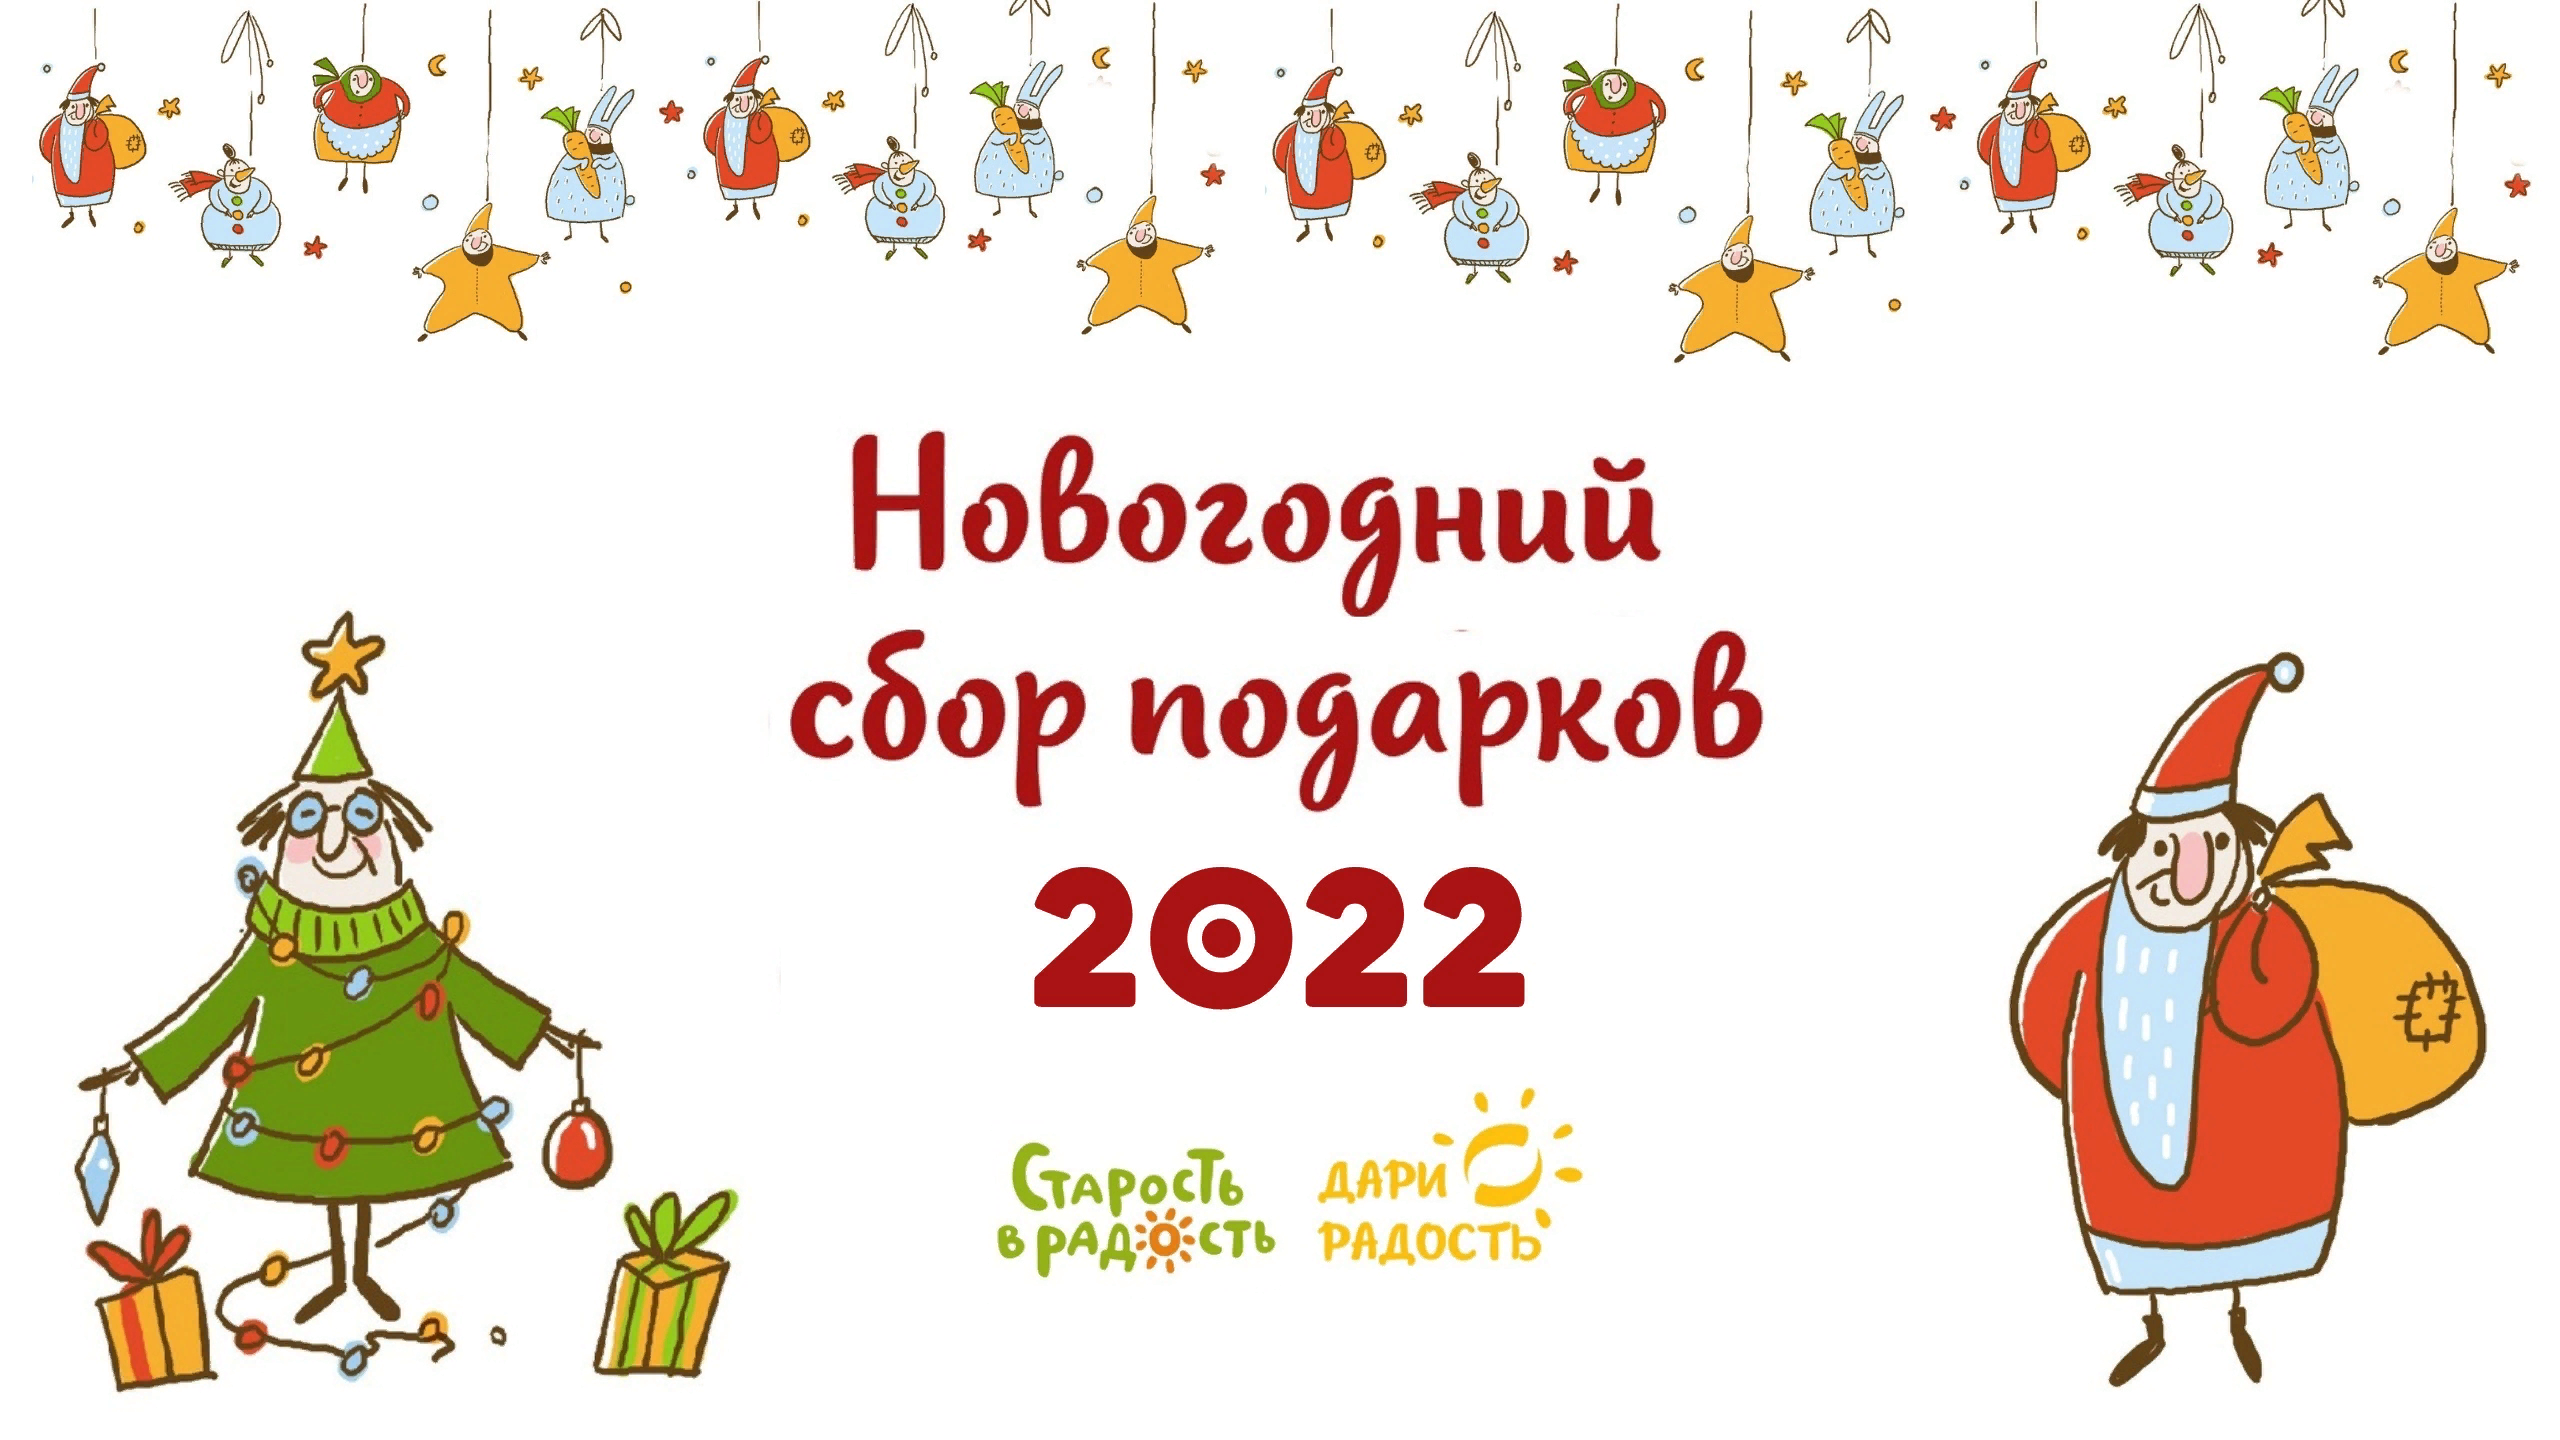 Новогодний
сбор подарков
2022
Старость
в радость
ДАРИ
РАДОСТЬ